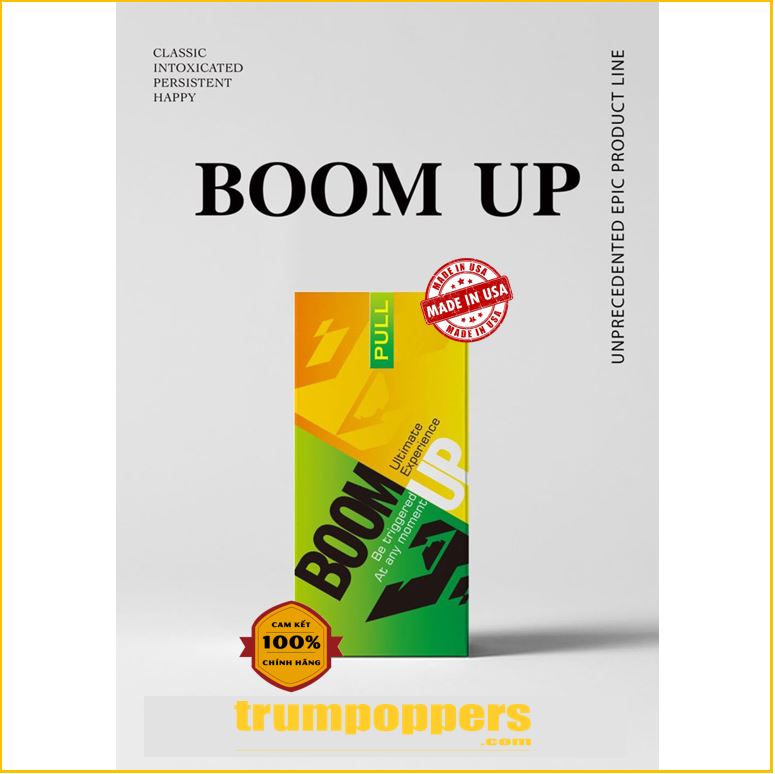 CLASSIC
INTOXICATED
PERSISTENT
HAPPY
UNPRECEDENTED EPIC PRODUCT LINE
BOOM UP
MADE IN USA
MADE IN USA
MADE IN USA
PULL
Ultimate
Experience
BOOM
UP
Be triggered
At any moment
CAM KẾT
100%
CHÍNH HÃNG
trumpoppers
.com